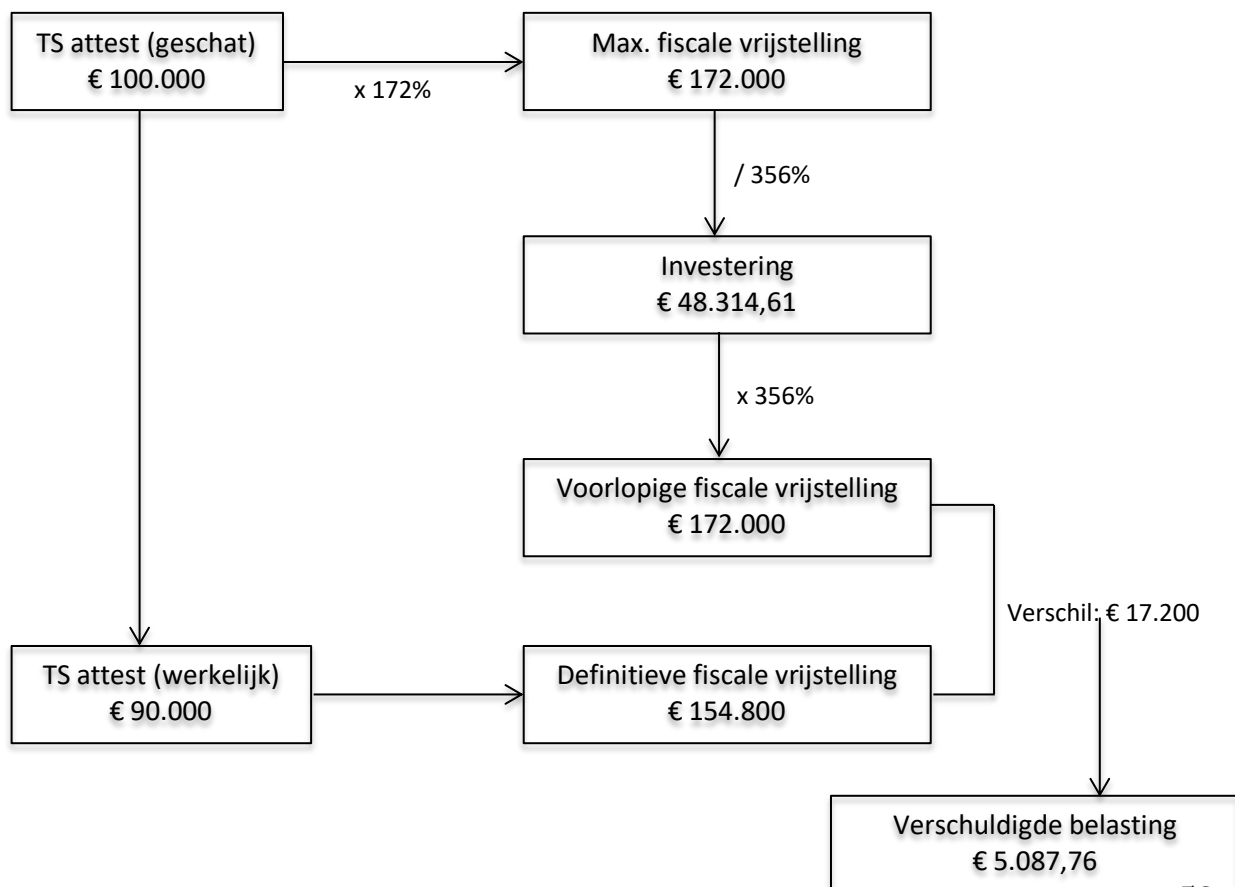 TS attest (geschat)
€ 100.000
x 172%
Max. fiscale vrijstelling
€ 172.000
/ 356%
Investering
€ 48.314,61
x 356%
Voorlopige fiscale vrijstelling
€ 172.000
Verschil: € 17.200
TS attest (werkelijk)
€ 90.000
Definitieve fiscale vrijstelling
€ 154.800
Verschuldigde belasting
€ 5.087,76